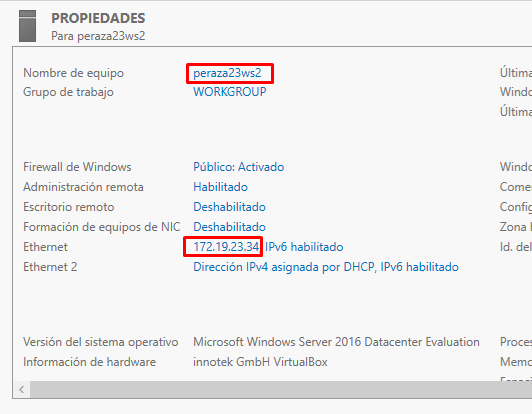 PROPIEDADES
Para peraza23ws2
Nombre de equipo peraza23ws2 Última
Grupo de trabajo WORKGROUP Windo
Última
Firewall de Windows Público: Activado Windo
Administración remota Habilitado Comer
Escritorio remoto Deshabilitado Config
Formación de equipos de NIC Deshabilitado Zona h
Ethernet 172.19.23.34, IPv6 habilitado Id. del
Ethernet 2 Dirección IPv4 asignada por DHCP, IPv6 habilitado
Versión del sistema operativo Microsoft Windows Server 2016 Datacenter Evaluation Proces
Información de hardware innotek GmbH VirtualBox Memo